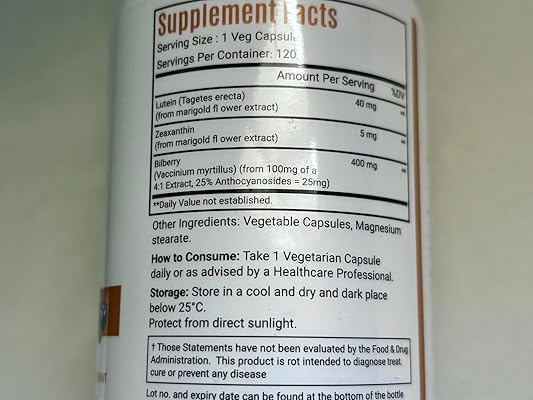 Supplement Facts
Serving Size : 1 Veg Capsule
Servings Per Container: 120
Amount Per Serving %DV
Lutein (Tagetes erecta) 40 mg **
(from marigold fl ower extract)
Zeaxanthin 5 mg **
(from marigold fl ower extract)
Bilberry 400 mg **
(Vaccinium myrtillus) (from 100mg of a
4:1 Extract, 25% Anthocyanosides = 25mg)
**Daily Value not established.
Other Ingredients: Vegetable Capsules, Magnesium
stearate.
How to Consume: Take 1 Vegetarian Capsule
daily or as advised by a Healthcare Professional.
Storage: Store in a cool and dry and dark place
below 25°C.
Protect from direct sunlight.
† Those Statements have not been evaluated by the Food & Drug
Administration. This product is not intended to diagnose treat.
cure or prevent any disease
Lot no. and expiry date can be found at the bottom of the bottle